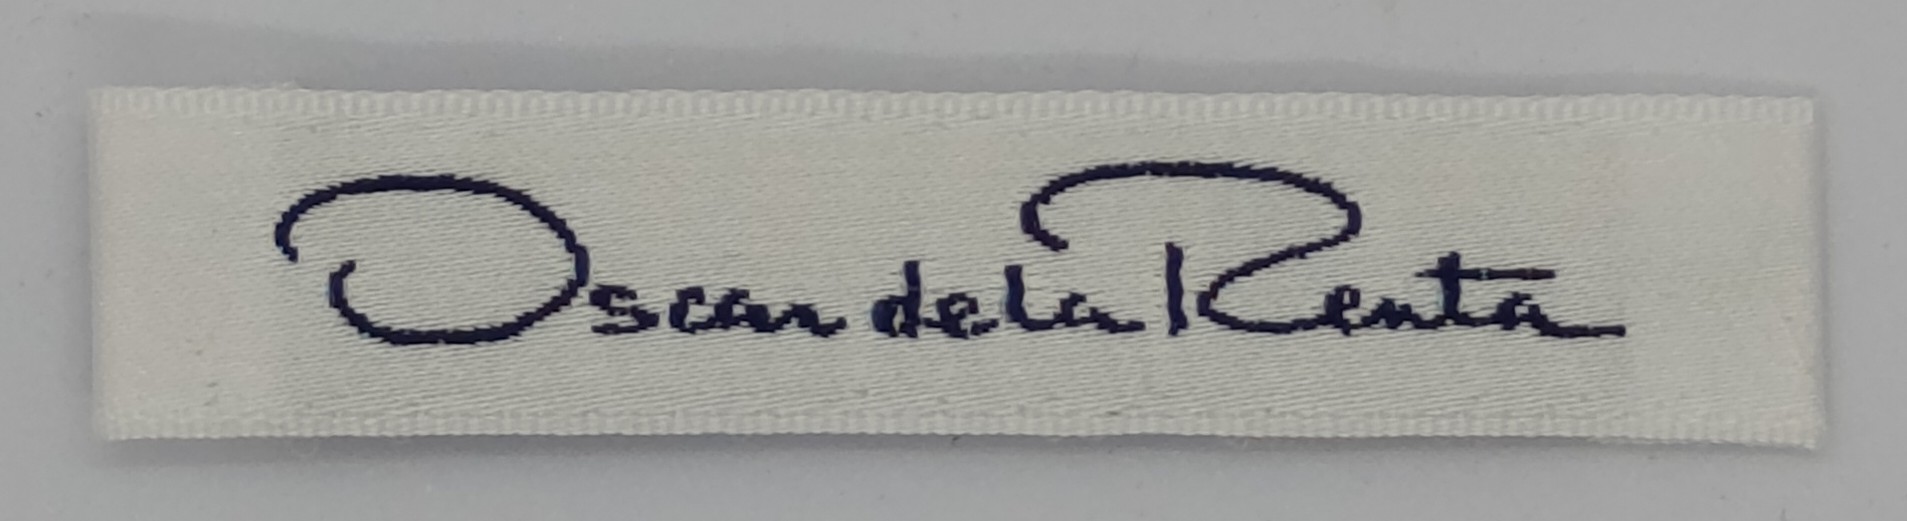 Oscar de la Renta